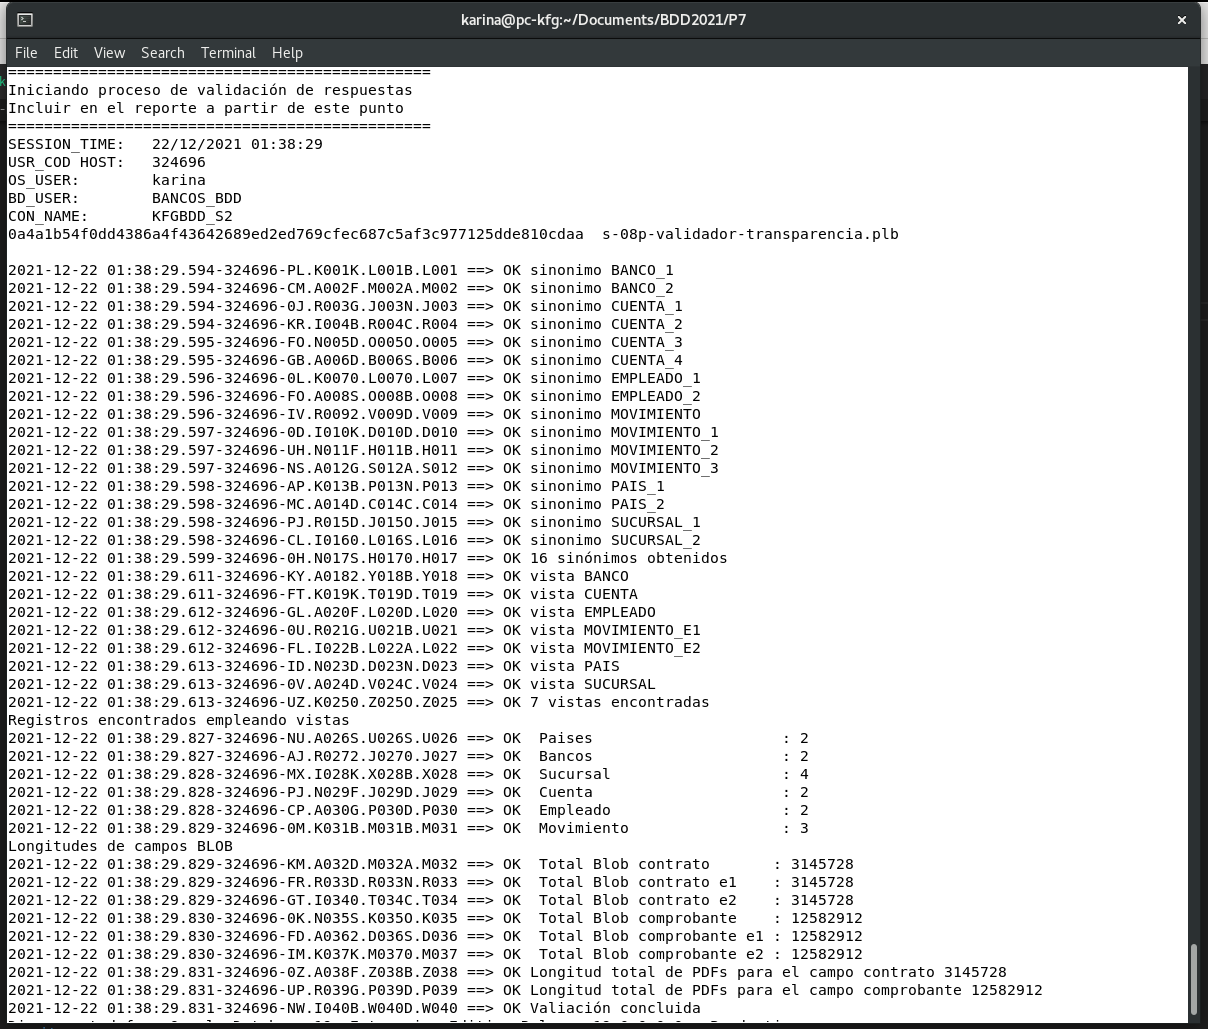 karina@pc-kfg:~/Documents/BDD2021/P7
File Edit View Search Terminal Help
===============================================
Iniciando proceso de validación de respuestas
Incluir en el reporte a partir de este punto
===============================================
SESSION_TIME: 22/12/2021 01:38:29
USR_COD HOST: 324696
OS_USER: karina
BD_USER: BANCOS_BDD
CON_NAME: KFGBDD_S2
0a4a1b54f0dd4386a4f43642689ed2ed769cfec687c5af3c977125dde810cdaa s-08p-validador-transparencia.plb
2021-12-22 01:38:29.594-324696-PL.K001K.L001B.L001 ==> OK sinonimo BANCO_1
2021-12-22 01:38:29.594-324696-CM.A002F.M002A.M002 ==> OK sinonimo BANCO_2
2021-12-22 01:38:29.594-324696-0J.R003G.J003N.J003 ==> OK sinonimo CUENTA_1
2021-12-22 01:38:29.594-324696-KR.I004B.R004C.R004 ==> OK sinonimo CUENTA_2
2021-12-22 01:38:29.595-324696-FO.N005D.O005O.O005 ==> OK sinonimo CUENTA_3
2021-12-22 01:38:29.595-324696-GB.A006D.B006S.B006 ==> OK sinonimo CUENTA_4
2021-12-22 01:38:29.596-324696-0L.K0070.L0070.L007 ==> OK sinonimo EMPLEADO_1
2021-12-22 01:38:29.596-324696-FO.A008S.O008B.O008 ==> OK sinonimo EMPLEADO_2
2021-12-22 01:38:29.596-324696-IV.R0092.V009D.V009 ==> OK sinonimo MOVIMIENTO
2021-12-22 01:38:29.597-324696-0D.I010K.D010D.D010 ==> OK sinonimo MOVIMIENTO_1
2021-12-22 01:38:29.597-324696-UH.N011F.H011B.H011 ==> OK sinonimo MOVIMIENTO_2
2021-12-22 01:38:29.597-324696-NS.A012G.S012A.S012 ==> OK sinonimo MOVIMIENTO_3
2021-12-22 01:38:29.598-324696-AP.K013B.P013N.P013 ==> OK sinonimo PAIS_1
2021-12-22 01:38:29.598-324696-MC.A014D.C014C.C014 ==> OK sinonimo PAIS_2
2021-12-22 01:38:29.598-324696-PJ.R015D.J015O.J015 ==> OK sinonimo SUCURSAL_1
2021-12-22 01:38:29.598-324696-CL.I0160.L016S.L016 ==> OK sinonimo SUCURSAL_2
2021-12-22 01:38:29.599-324696-0H.N017S.H0170.H017 ==> OK 16 sinónimos obtenidos
2021-12-22 01:38:29.611-324696-KY.A0182.Y018B.Y018 ==> OK vista BANCO
2021-12-22 01:38:29.611-324696-FT.K019K.T019D.T019 ==> OK vista CUENTA
2021-12-22 01:38:29.612-324696-GL.A020F.L020D.L020 ==> OK vista EMPLEADO
2021-12-22 01:38:29.612-324696-0U.R021G.U021B.U021 ==> OK vista MOVIMIENTO_E1
2021-12-22 01:38:29.612-324696-FL.I022B.L022A.L022 ==> OK vista MOVIMIENTO_E2
2021-12-22 01:38:29.613-324696-ID.N023D.D023N.D023 ==> OK vista PAIS
2021-12-22 01:38:29.613-324696-0V.A024D.V024C.V024 ==> OK vista SUCURSAL
2021-12-22 01:38:29.613-324696-UZ.K0250.Z025O.Z025 ==> OK 7 vistas encontradas
Registros encontrados empleando vistas
2021-12-22 01:38:29.827-324696-NU.A026S.U026S.U026 ==> OK Paises : 2
2021-12-22 01:38:29.827-324696-AJ.R0272.J0270.J027 ==> OK Bancos : 2
2021-12-22 01:38:29.828-324696-MX.I028K.X028B.X028 ==> OK Sucursal : 4
2021-12-22 01:38:29.828-324696-PJ.N029F.J029D.J029 ==> OK Cuenta : 2
2021-12-22 01:38:29.828-324696-CP.A030G.P030D.P030 ==> OK Empleado : 2
2021-12-22 01:38:29.829-324696-0M.K031B.M031B.M031 ==> OK Movimiento : 3
Longitudes de campos BLOB
2021-12-22 01:38:29.829-324696-KM.A032D.M032A.M032 ==> OK Total Blob contrato : 3145728
2021-12-22 01:38:29.829-324696-FR.R033D.R033N.R033 ==> OK Total Blob contrato e1 : 3145728
2021-12-22 01:38:29.829-324696-GT.I0340.T034C.T034 ==> OK Total Blob contrato e2 : 3145728
2021-12-22 01:38:29.830-324696-0K.N035S.K035O.K035 ==> OK Total Blob comprobante : 12582912
2021-12-22 01:38:29.830-324696-FD.A0362.D036S.D036 ==> OK Total Blob comprobante e1 : 12582912
2021-12-22 01:38:29.830-324696-IM.K037K.M0370.M037 ==> OK Total Blob comprobante e2 : 12582912
2021-12-22 01:38:29.831-324696-0Z.A038F.Z038B.Z038 ==> OK Longitud total de PDFs para el campo contrato 3145728
2021-12-22 01:38:29.831-324696-UP.R039G.P039D.P039 ==> OK Longitud total de PDFs para el campo comprobante 12582912
2021-12-22 01:38:29.831-324696-NW.I040B.W040D.W040 ==> OK Valiación concluida